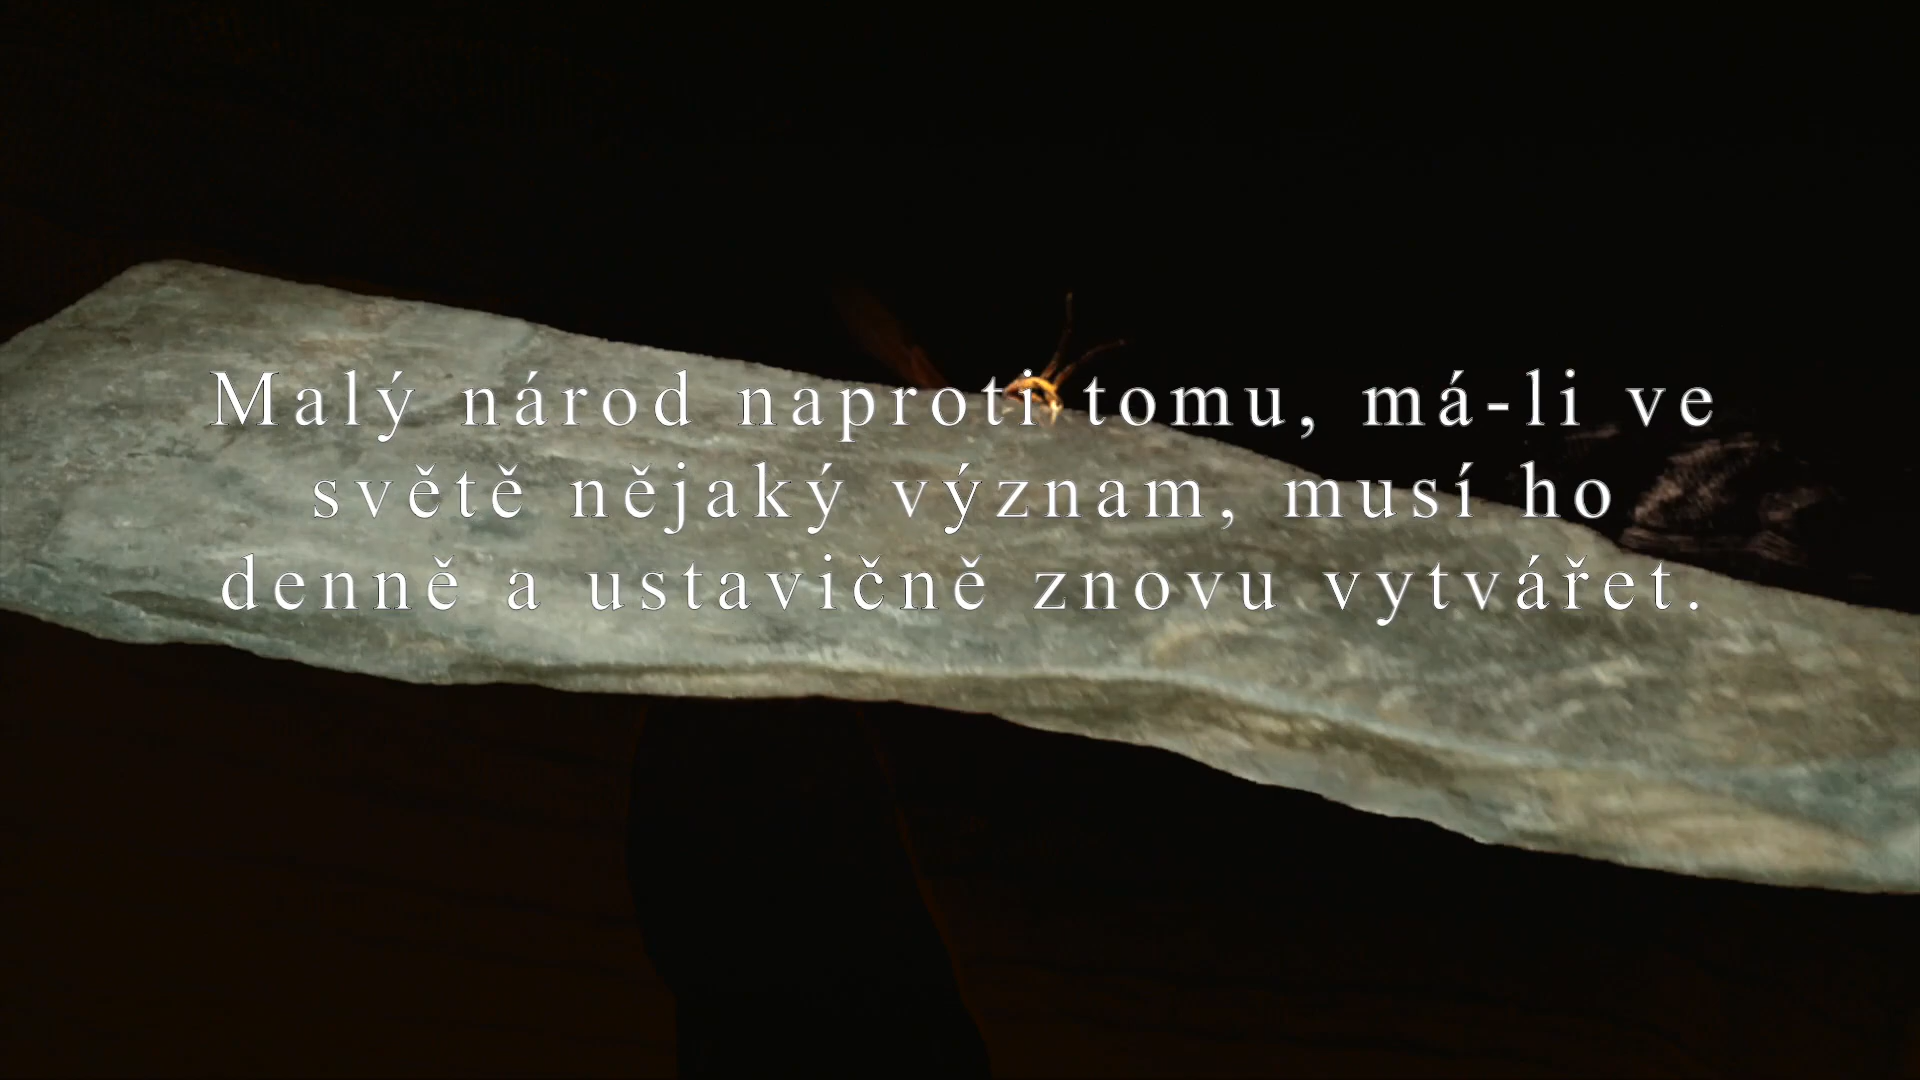 Malý národ naproti tomu, má-li ve
světě nějaký význam, musí ho
denně a ustavičně znovu vytvářet.